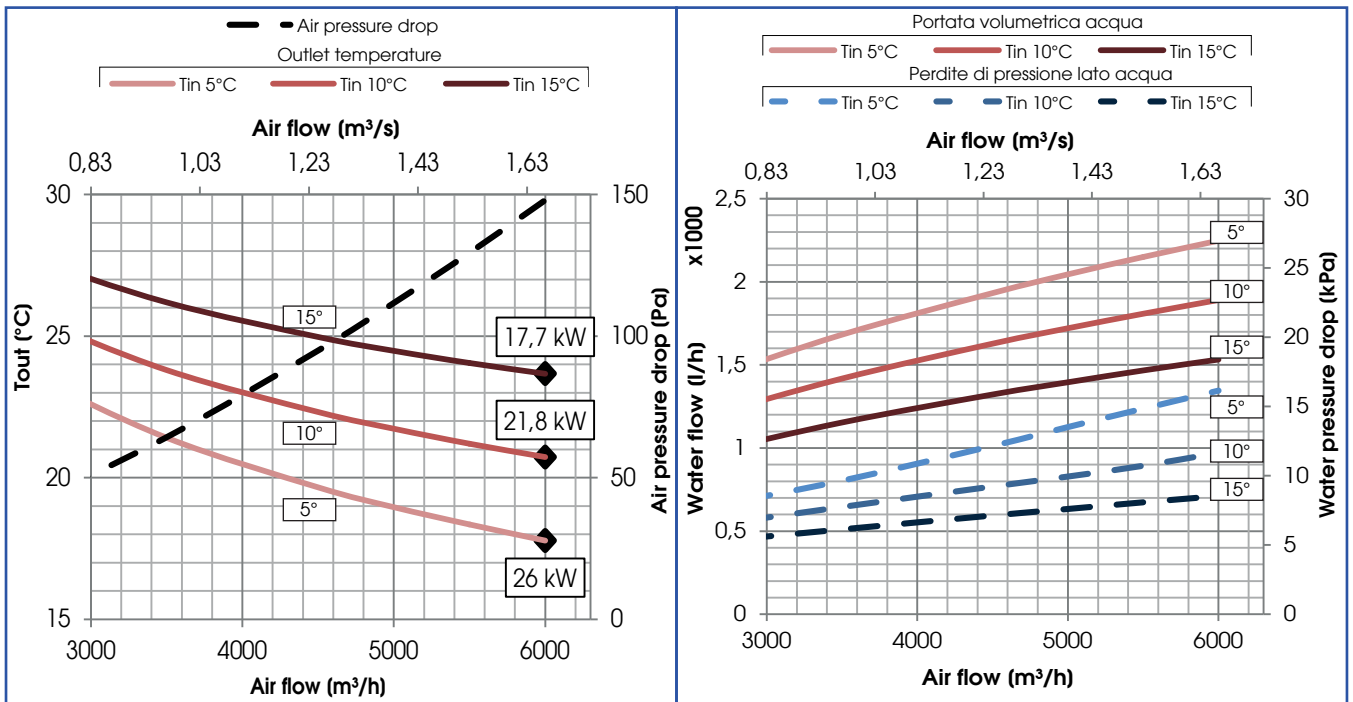 Air pressure drop
Outlet temperature
Tin 5°C Tin 10°C Tin 15°C
Air flow (m³/s)
0,83 1,03 1,23 1,43 1,63
30 150
25 100
20 50
15 0
Tout (°C)
Air pressure drop (Pa)
15°
10°
5°
17,7 kW
21,8 kW
26 kW
3000 4000 5000 6000
Air flow (m³/h)
Portata volumetrica acqua
Tin 5°C Tin 10°C Tin 15°C
Perdite di pressione lato acqua
Tin 5°C Tin 10°C Tin 15°C
Air flow (m³/s)
0,83 1,03 1,23 1,43 1,63
2,5 30
25
2
20
1,5
15
1
10
0,5
5
0 0
x1000
Water flow (l/h)
Water pressure drop (kPa)
5°
10°
15°
5°
10°
15°
3000 4000 5000 6000
Air flow (m³/h)